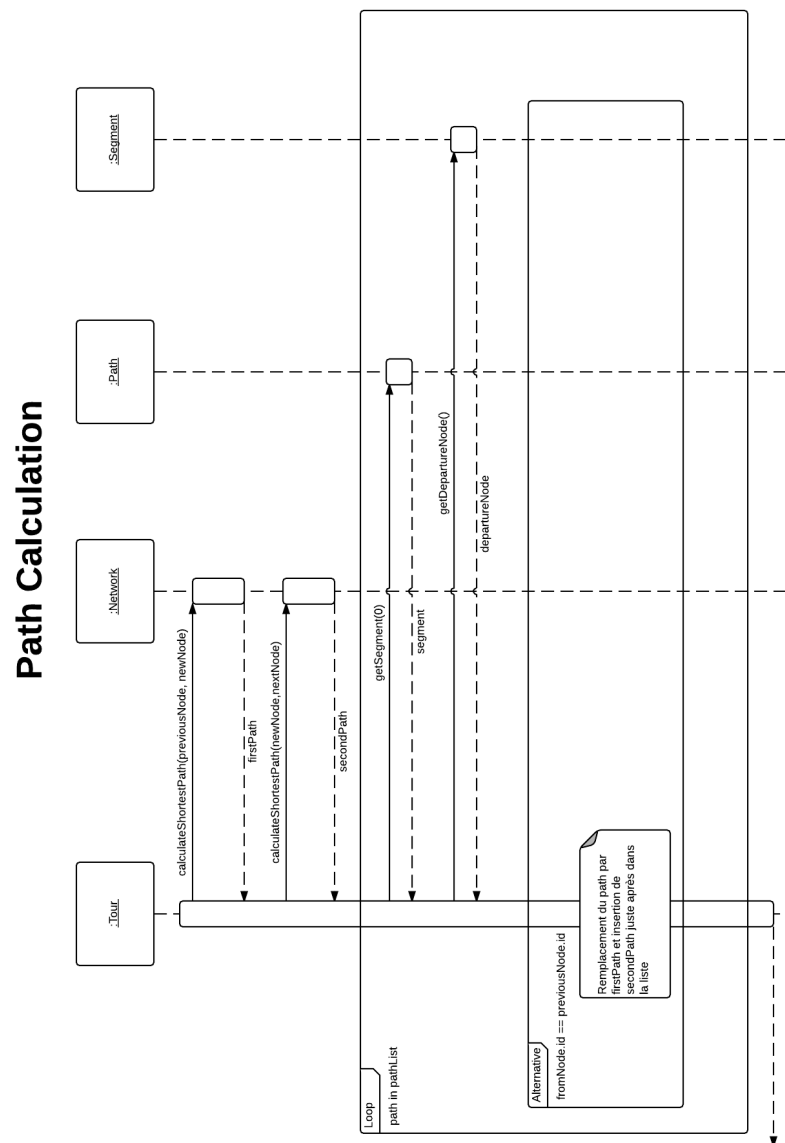 Path Calculation
:Tour
:Network
:Path
:Segment
calculateShortestPath(previousNode, newNode)
firstPath
calculateShortestPath(newNode,nextNode)
secondPath
Loop
path in pathList
getSegment(0)
segment
getDepartureNode()
departureNode
Alternative
fromNode.id == previousNode.id
Remplacement du path par
firstPath et insertion de
secondPath juste après dans
la liste